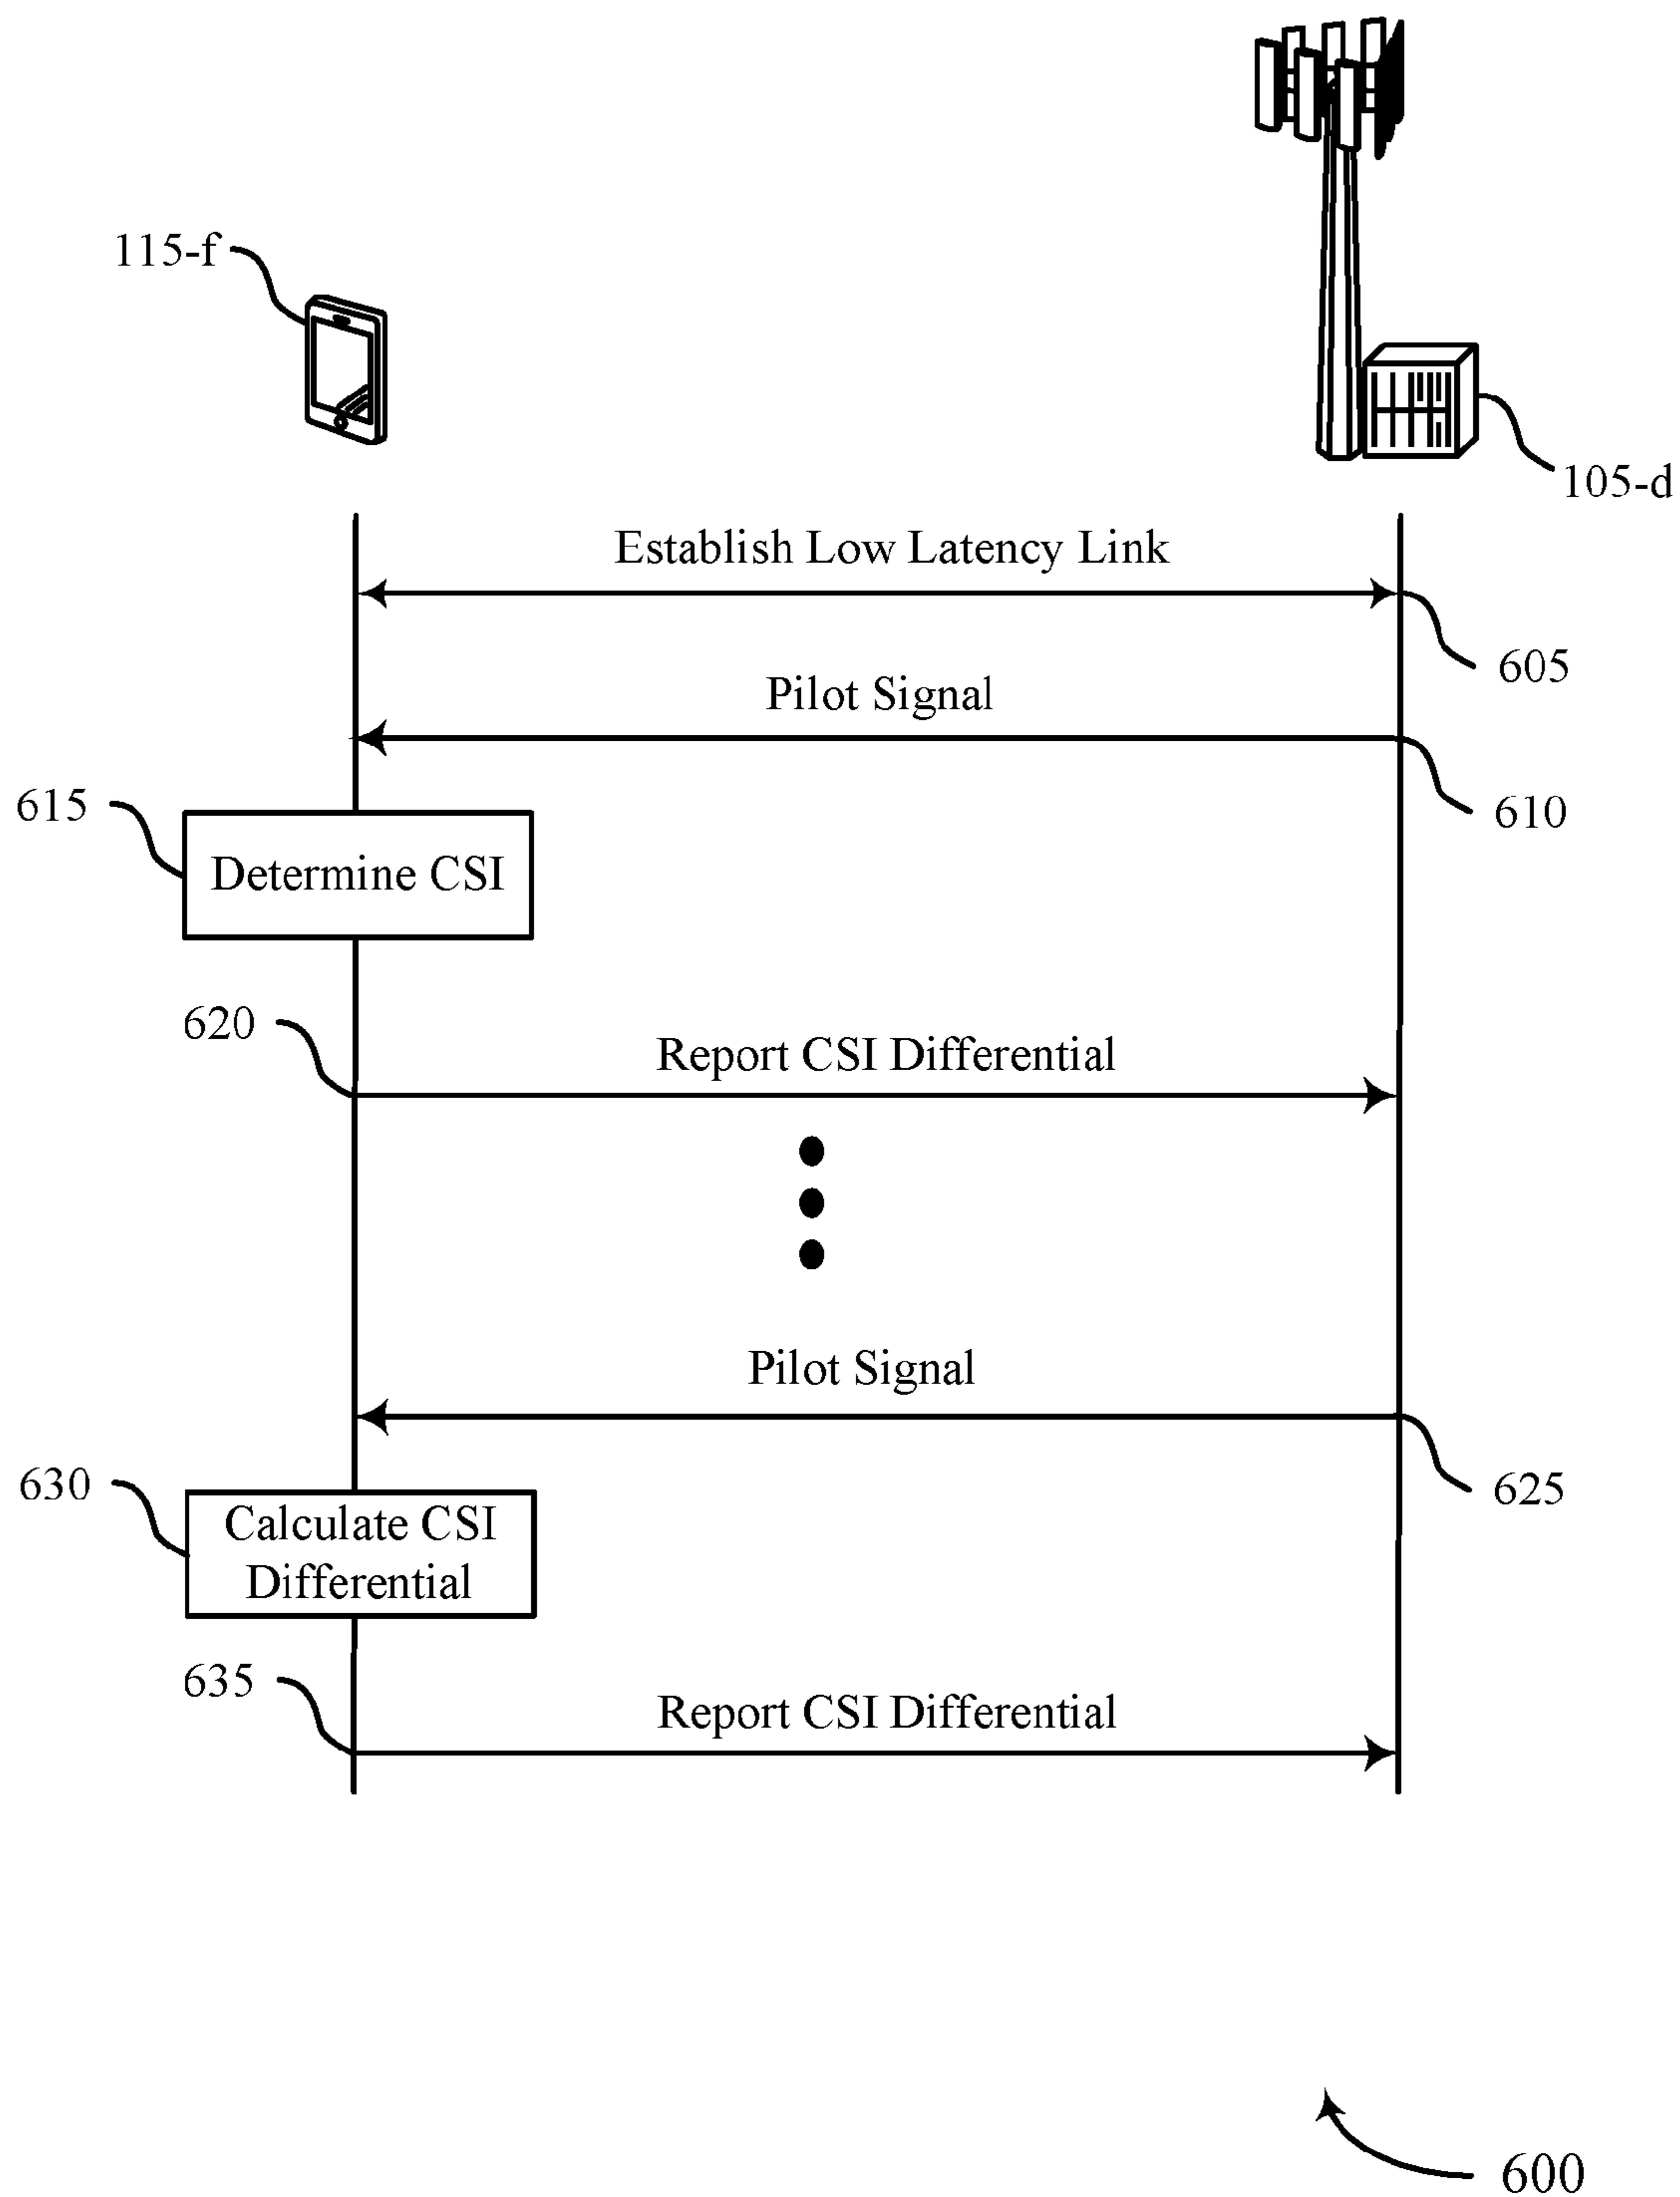 115-f
105-d
Establish Low Latency Link
605
Pilot Signal
610
615
Determine CSI
620
Report CSI Differential
Pilot Signal
625
630
Calculate CSI
Differential
635
Report CSI Differential
600